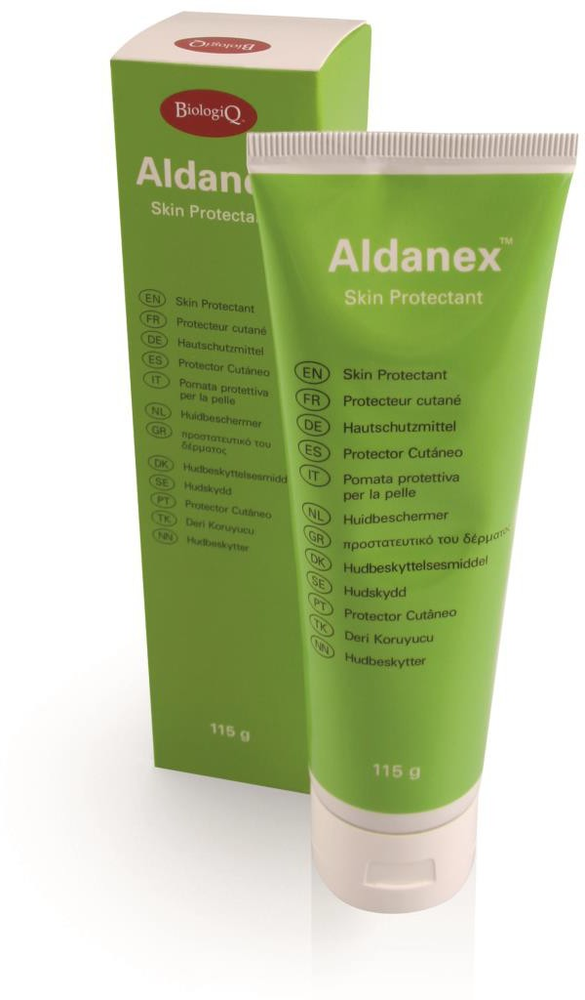 BiologiQ
BiologiQ™
Aldane
Skin Protecta
EN Skin Protectant
FR Protecteur cutané
DE Hautschutzmittel
ES Protector Cutáneo
IT Pomata protettiva
per la pelle
NL Huidbeschermer
GR προστατευτικό του
δέρματος
DK Hudbeskyttelsesmidd
SE Hudskydd
PT Protector Cutâneo
TK Deri Koruyucu
NN Hudbeskytter
115 g
Aldanex™
Skin Protectant
EN Skin Protectant
FR Protecteur cutané
DE Hautschutzmittel
ES Protector Cutáneo
IT Pomata protettiva
per la pelle
NL Huidbeschermer
GR προστατευτικό του δέρματος
DK Hudbeskyttelsesmiddel
SE Hudskydd
PT Protector Cutâneo
TK Deri Koruyucu
NN Hudbeskytter
115 g